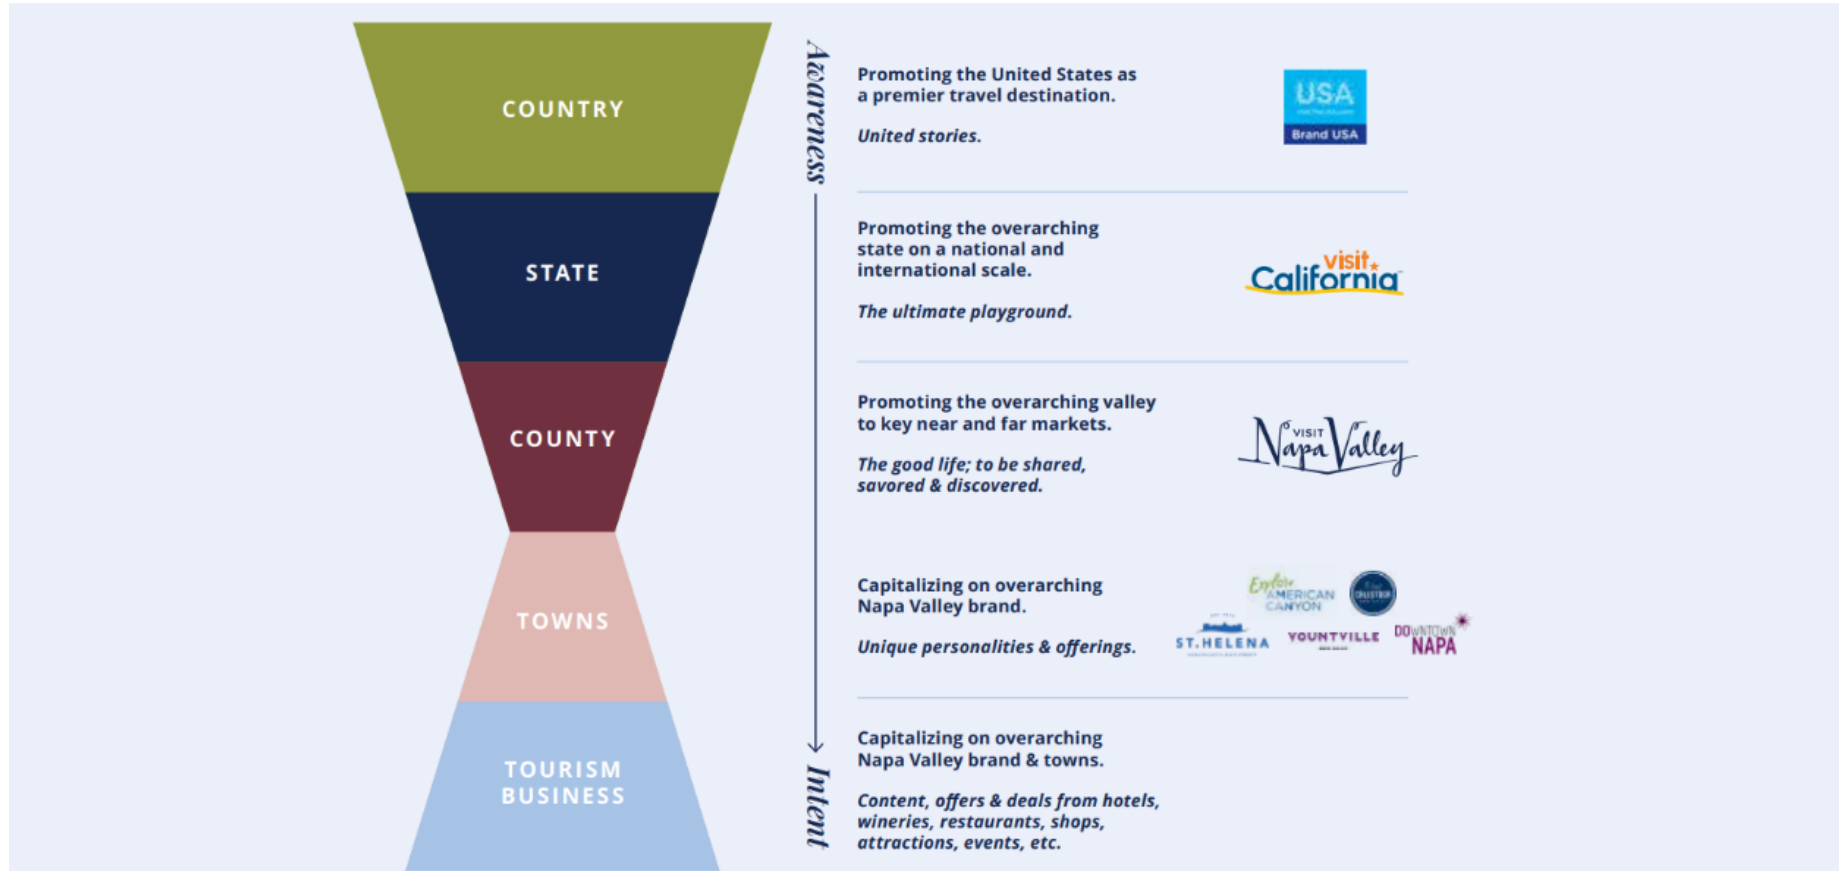 COUNTRY
Awareness
Promoting the United States as
a premier travel destination.
United stories.
USA
Brand USA
STATE
Promoting the overarching
state on a national and
international scale.
The ultimate playground.
visit
California
COUNTY
Promoting the overarching valley
to key near and far markets.
The good life; to be shared,
savored & discovered.
VISIT
Napa Valley
TOWNS
Capitalizing on overarching
Napa Valley brand.
Unique personalities & offerings.
Explore
AMERICAN
CANYON
ST. HELENA
YOUNTVILLE
DOWNTOWN
NAPA
TOURISM
BUSINESS
Intent
Capitalizing on overarching
Napa Valley brand & towns.
Content, offers & deals from hotels,
wineries, restaurants, shops,
attractions, events, etc.